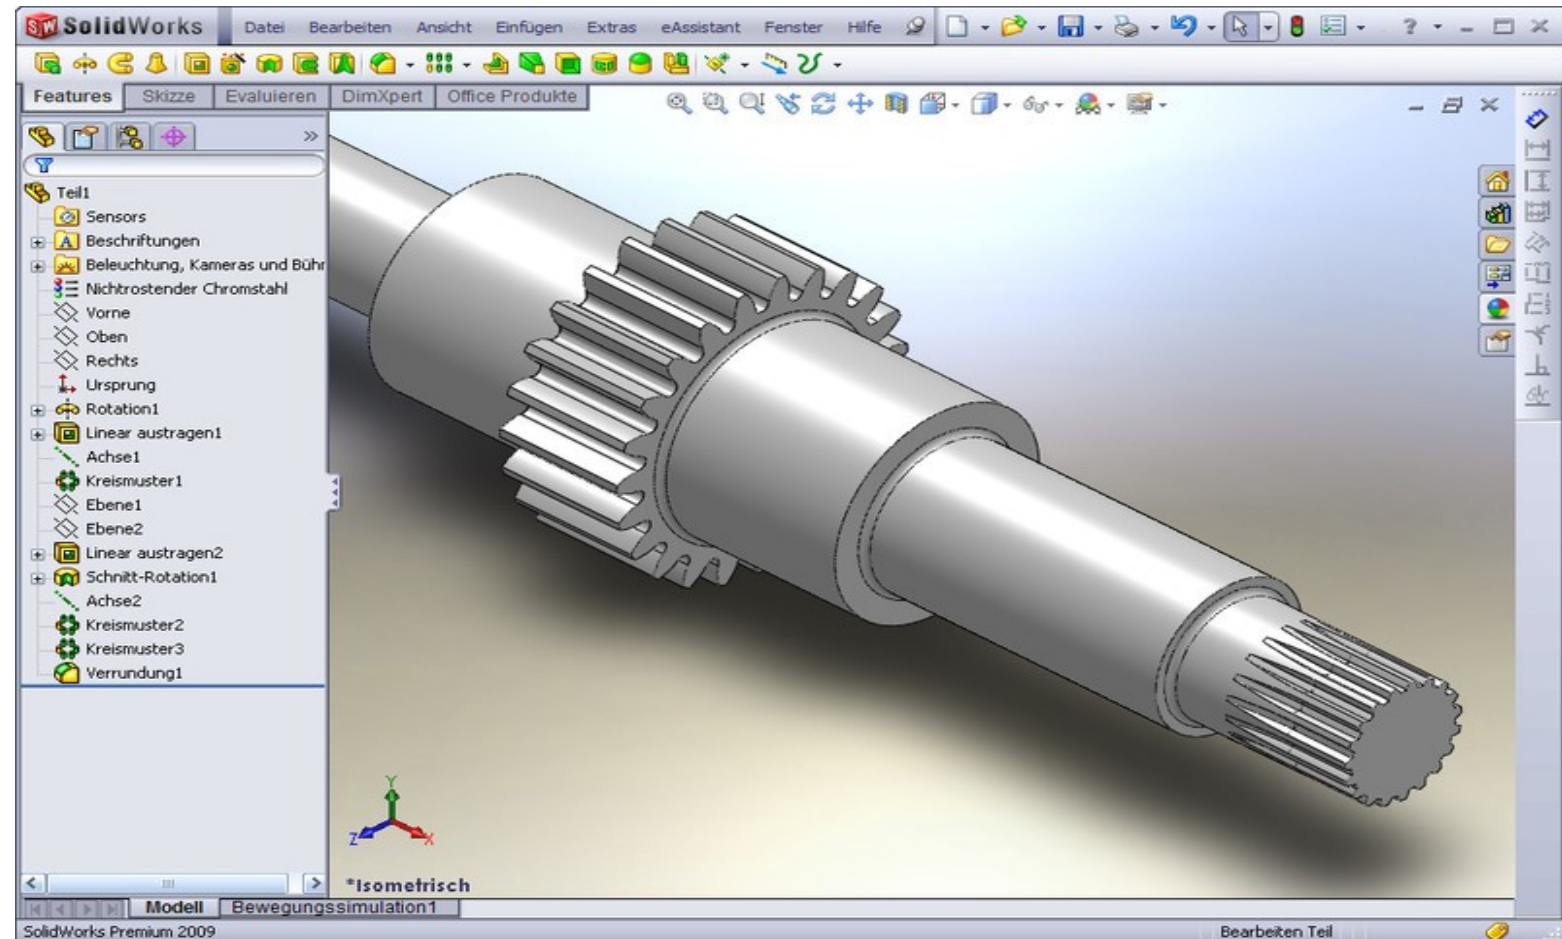 SolidWorks Datei Bearbeiten Ansicht Einfügen Extras eAssistant Fenster Hilfe ?
Features Skizze Evaluieren DimXpert Office Produkte
Teil1
Sensors
Beschriftungen
Beleuchtung, Kameras und Bühr
Nichtrostender Chromstahl
Vorne
Oben
Rechts
Ursprung
Rotation1
Linear austragen1
Achse1
Kreismuster1
Ebene1
Ebene2
Linear austragen2
Schnitt-Rotation1
Achse2
Kreismuster2
Kreismuster3
Verrundung1
Y
Z X
*Isometrisch
Modell Bewegungssimulation1
SolidWorks Premium 2009 Bearbeiten Teil